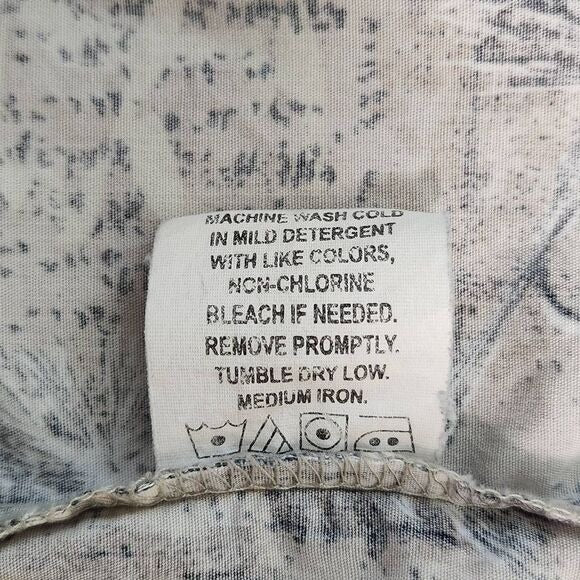 MACHINE WASH COLD
IN MILD DETERGENT
WITH LIKE COLORS,
NON-CHLORINE
BLEACH IF NEEDED.
REMOVE PROMPTLY.
TUMBLE DRY LOW.
MEDIUM IRON.